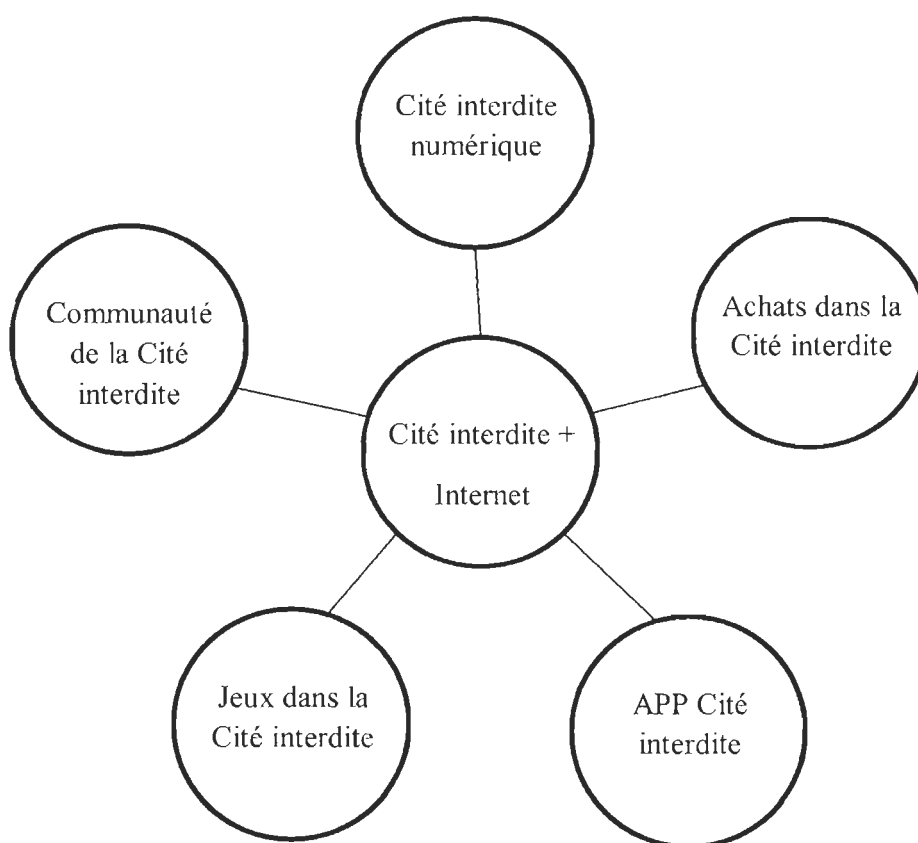 Cité interdite
numérique
Communauté
de la Cité
interdite
Achats dans la
Cité interdite
Cité interdite +
Internet
Jeux dans la
Cité interdite
APP Cité
interdite